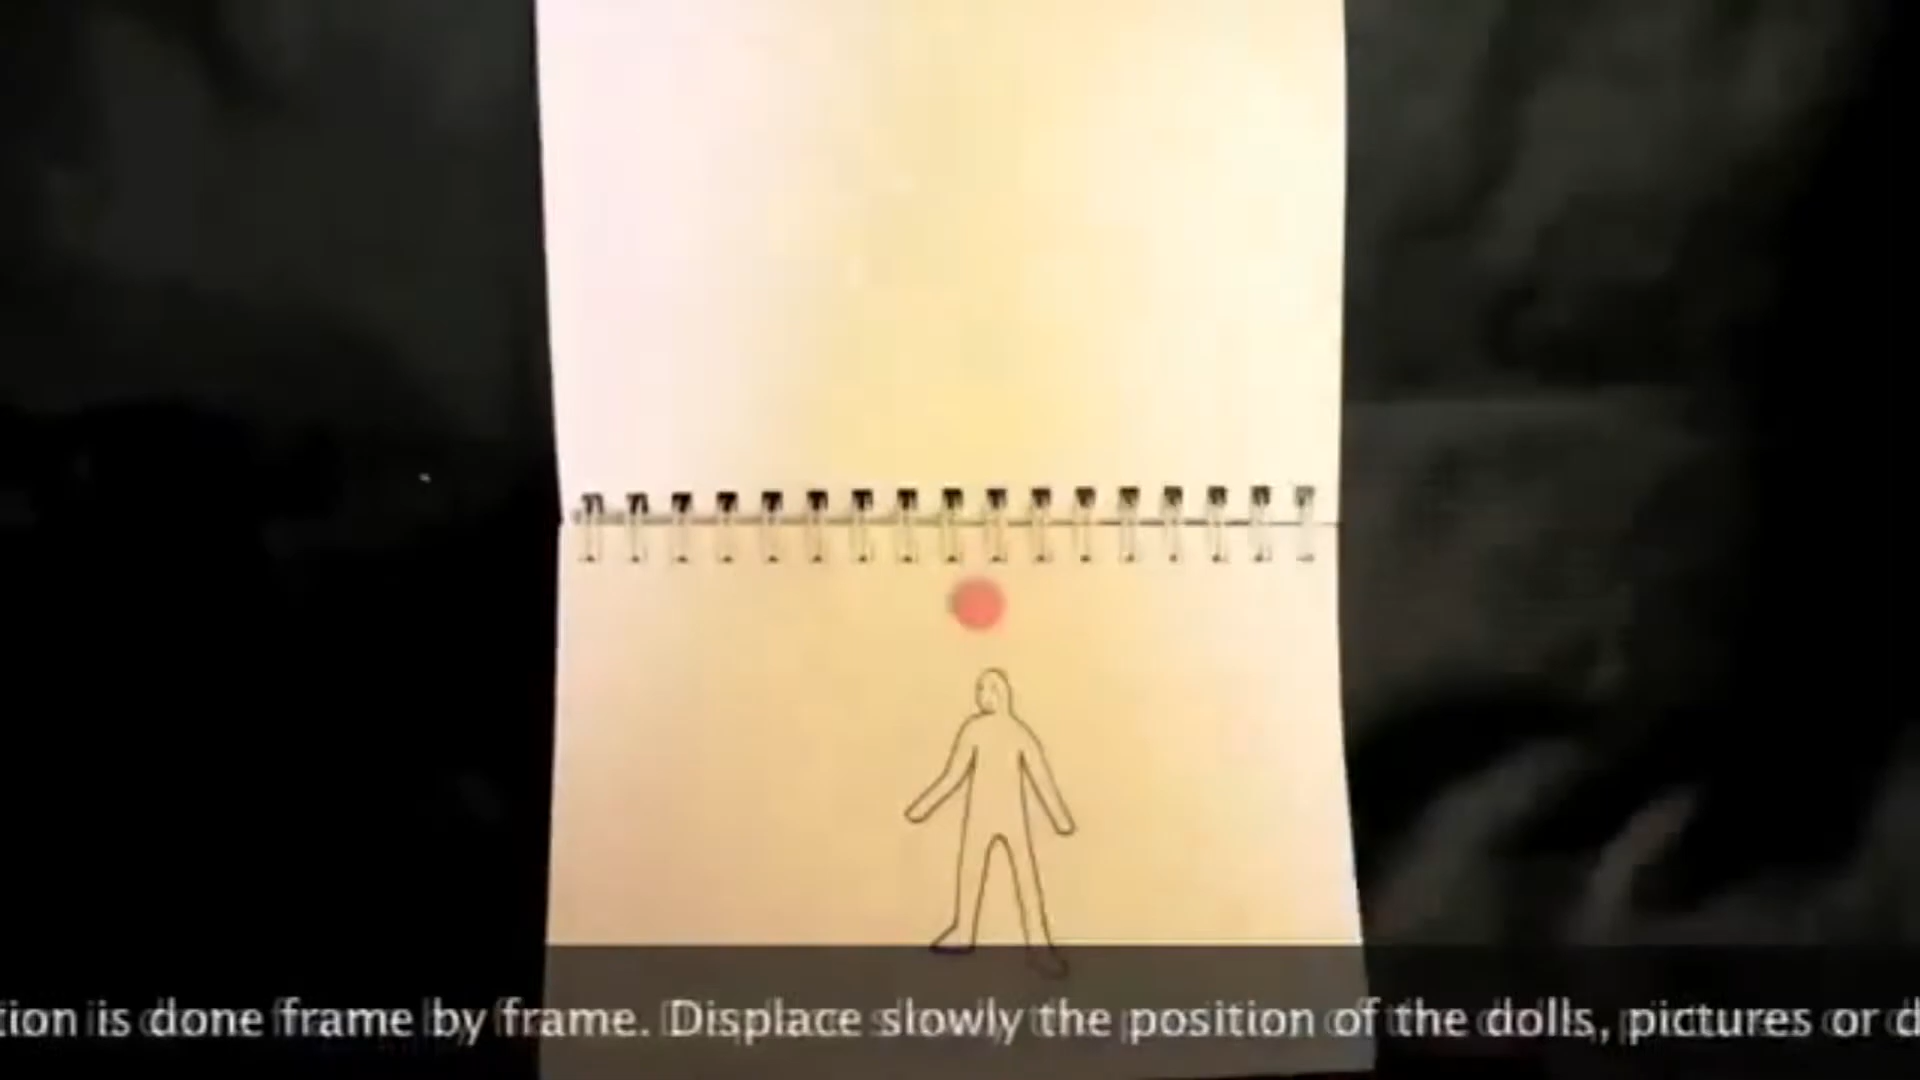 tion is done frame by frame. Displace slowly the position of the dolls, pictures or d